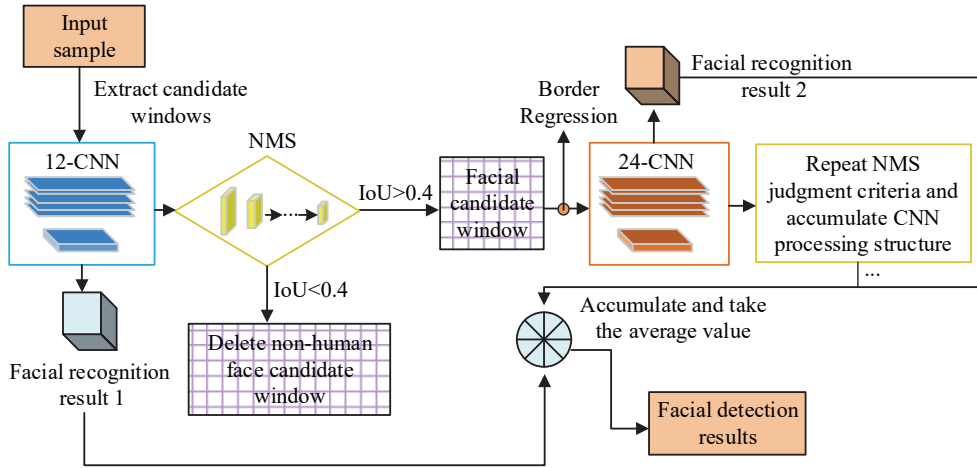 Input
sample
Extract candidate
windows
12-CNN
NMS
IoU>0.4
IoU<0.4
Delete non-human
face candidate
window
Facial
candidate
window
Border
Regression
24-CNN
Facial recognition
result 2
Repeat NMS
judgment criteria and
accumulate CNN
processing structure
...
Facial recognition
result 1
Accumulate and take
the average value
Facial detection
results